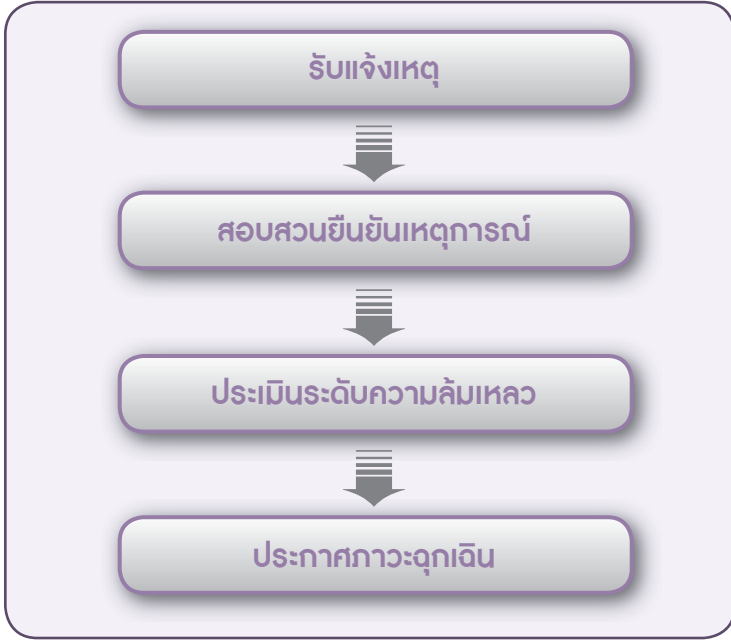 รับแจ้งเหตุ
สอบสวนยืนยันเหตุการณ์
ประเมินระดับความล้มเหลว
ประกาศภาวะฉุกเฉิน